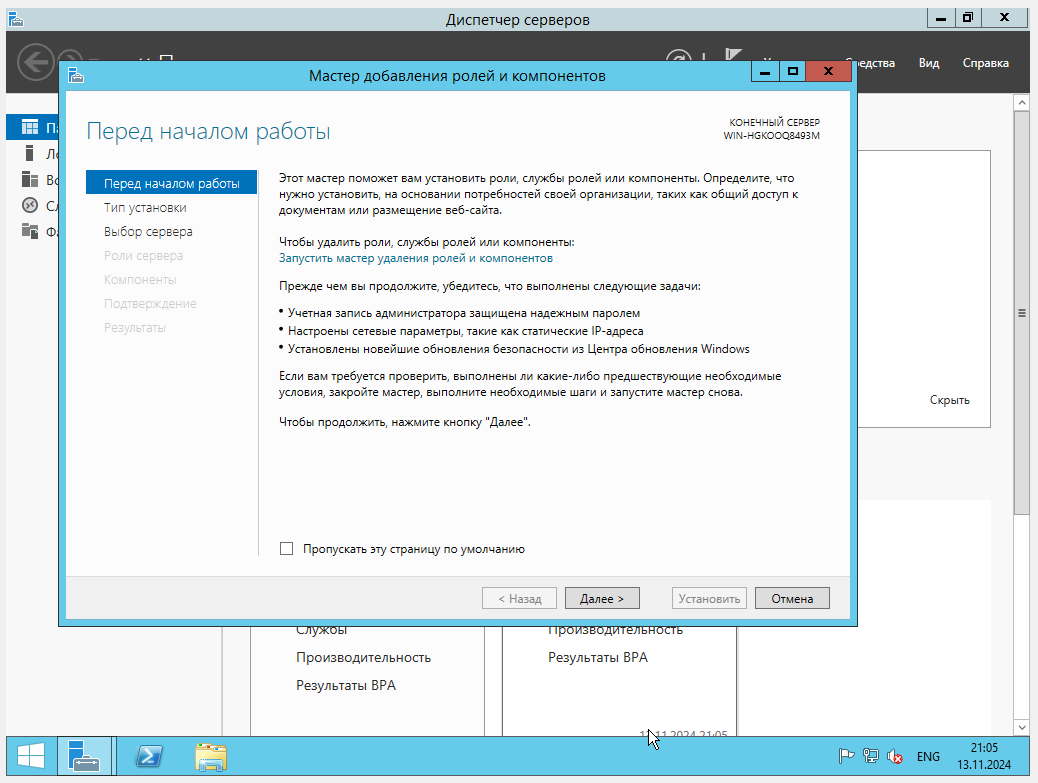 Диспетчер серверов
Средства
Вид
Справка
Мастер добавления ролей и компонентов
Перед началом работы
КОНЕЧНЫЙ СЕРВЕР
WIN-HGKOOQ8493M
Перед началом работы
Тип установки
Выбор сервера
Роли сервера
Компоненты
Подтверждение
Результаты
Этот мастер поможет вам установить роли, службы ролей или компоненты. Определите, что
нужно установить, на основании потребностей своей организации, таких как общий доступ к
документам или размещение веб-сайта.
Чтобы удалить роли, службы ролей или компоненты:
Запустить мастер удаления ролей и компонентов
Прежде чем вы продолжите, убедитесь, что выполнены следующие задачи:
• Учетная запись администратора защищена надежным паролем
• Настроены сетевые параметры, такие как статические IP-адреса
• Установлены новейшие обновления безопасности из Центра обновления Windows
Если вам требуется проверить, выполнены ли какие-либо предшествующие необходимые
условия, закройте мастер, выполните необходимые шаги и запустите мастер снова.
Чтобы продолжить, нажмите кнопку "Далее".
Пропускать эту страницу по умолчанию
< Назад
Далее >
Установить
Отмена
Скрыть
Службы
Производительность
Результаты BPA
Производительность
Результаты BPA
13.11.2024 21:05
ENG
21:05
13.11.2024